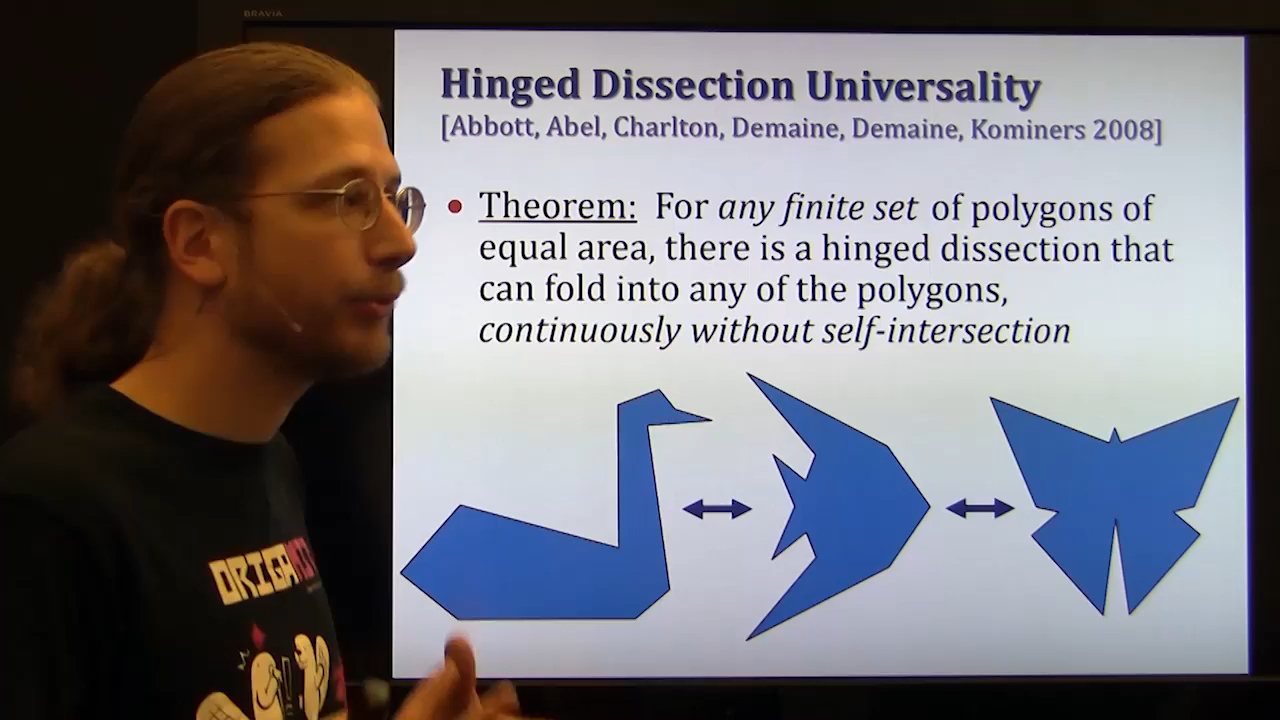 BRAVIA
Hinged Dissection Universality
[Abbott, Abel, Charlton, Demaine, Demaine, Kominers 2008]
• Theorem: For any finite set of polygons of
equal area, there is a hinged dissection that
can fold into any of the polygons,
continuously without self-intersection